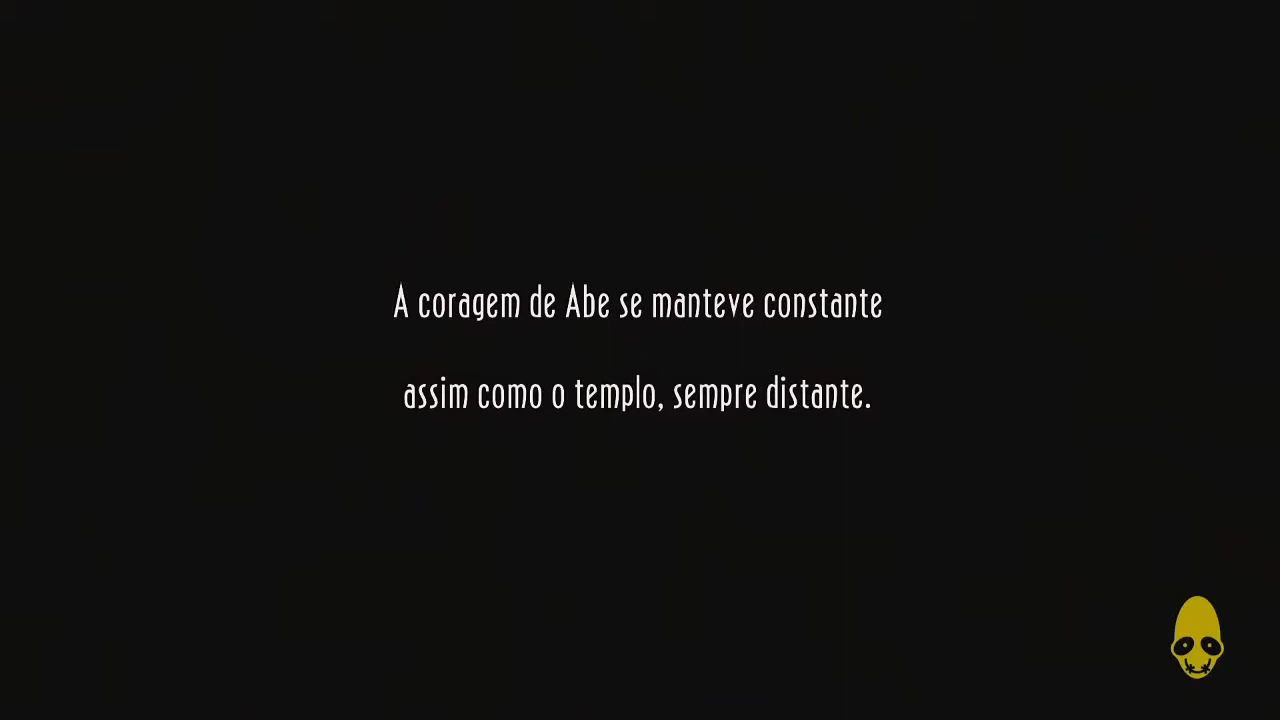 A coragem de Abe se manteve constante
assim como o templo, sempre distante.